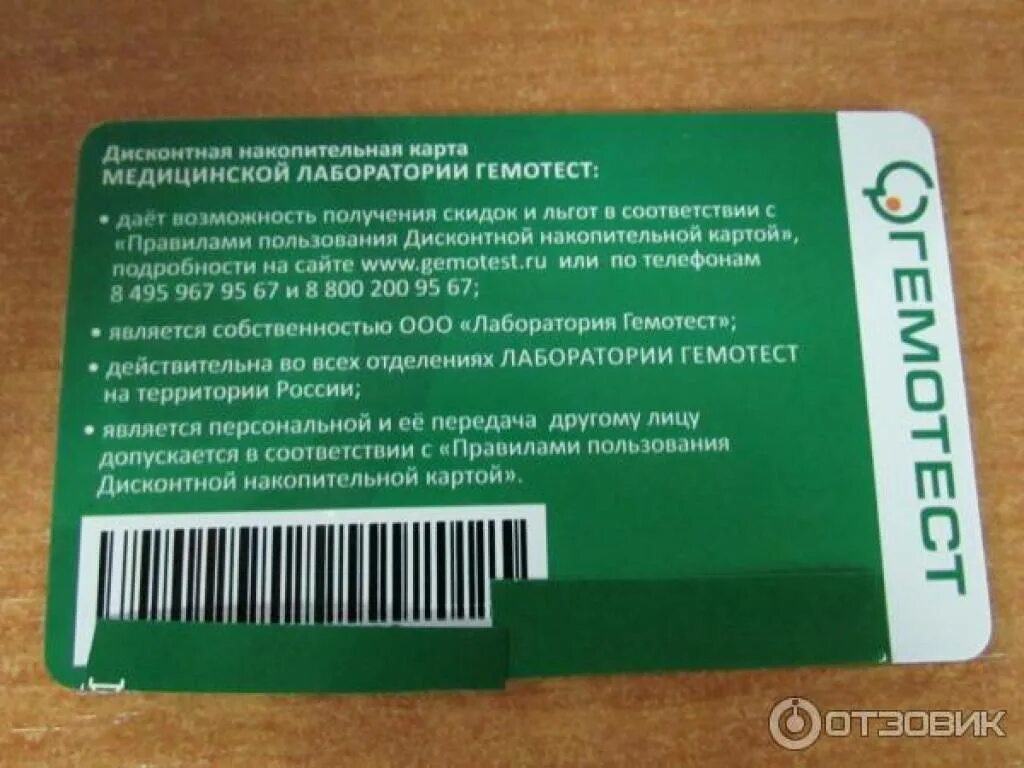 Дисконтная накопительная карта
МЕДИЦИНСКОЙ ЛАБОРАТОРИИ ГЕМОТЕСТ:
• даёт возможность получения скидок и льгот в соответствии с
«Правилами пользования Дисконтной накопительной картой»,
подробности на сайте www.gemotest.ru или по телефонам
8 495 967 95 67 и 8 800 200 95 67;
• является собственностью ООО «Лаборатория Гемотест»;
• действительна во всех отделениях ЛАБОРАТОРИИ ГЕМОТЕСТ
на территории России;
• является персональной и её передача другому лицу
допускается в соответствии с «Правилами пользования
Дисконтной накопительной картой».
ГЕМОТЕСТ
ОТЗОВИК